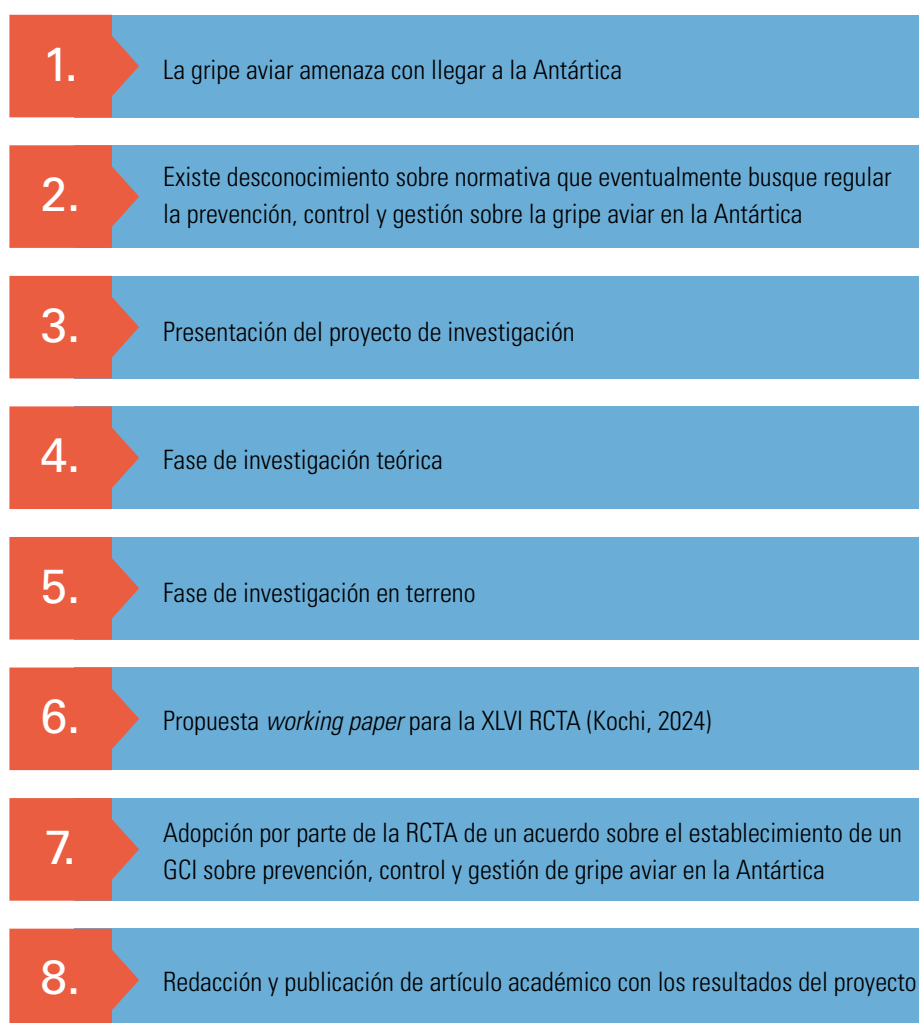 1. La gripe aviar amenaza con llegar a la Antártica
2. Existe desconocimiento sobre normativa que eventualmente busque regular
la prevención, control y gestión sobre la gripe aviar en la Antártica
3. Presentación del proyecto de investigación
4. Fase de investigación teórica
5. Fase de investigación en terreno
6. Propuesta working paper para la XLVI RCTA (Kochi, 2024)
7. Adopción por parte de la RCTA de un acuerdo sobre el establecimiento de un
GCI sobre prevención, control y gestión de gripe aviar en la Antártica
8. Redacción y publicación de artículo académico con los resultados del proyecto